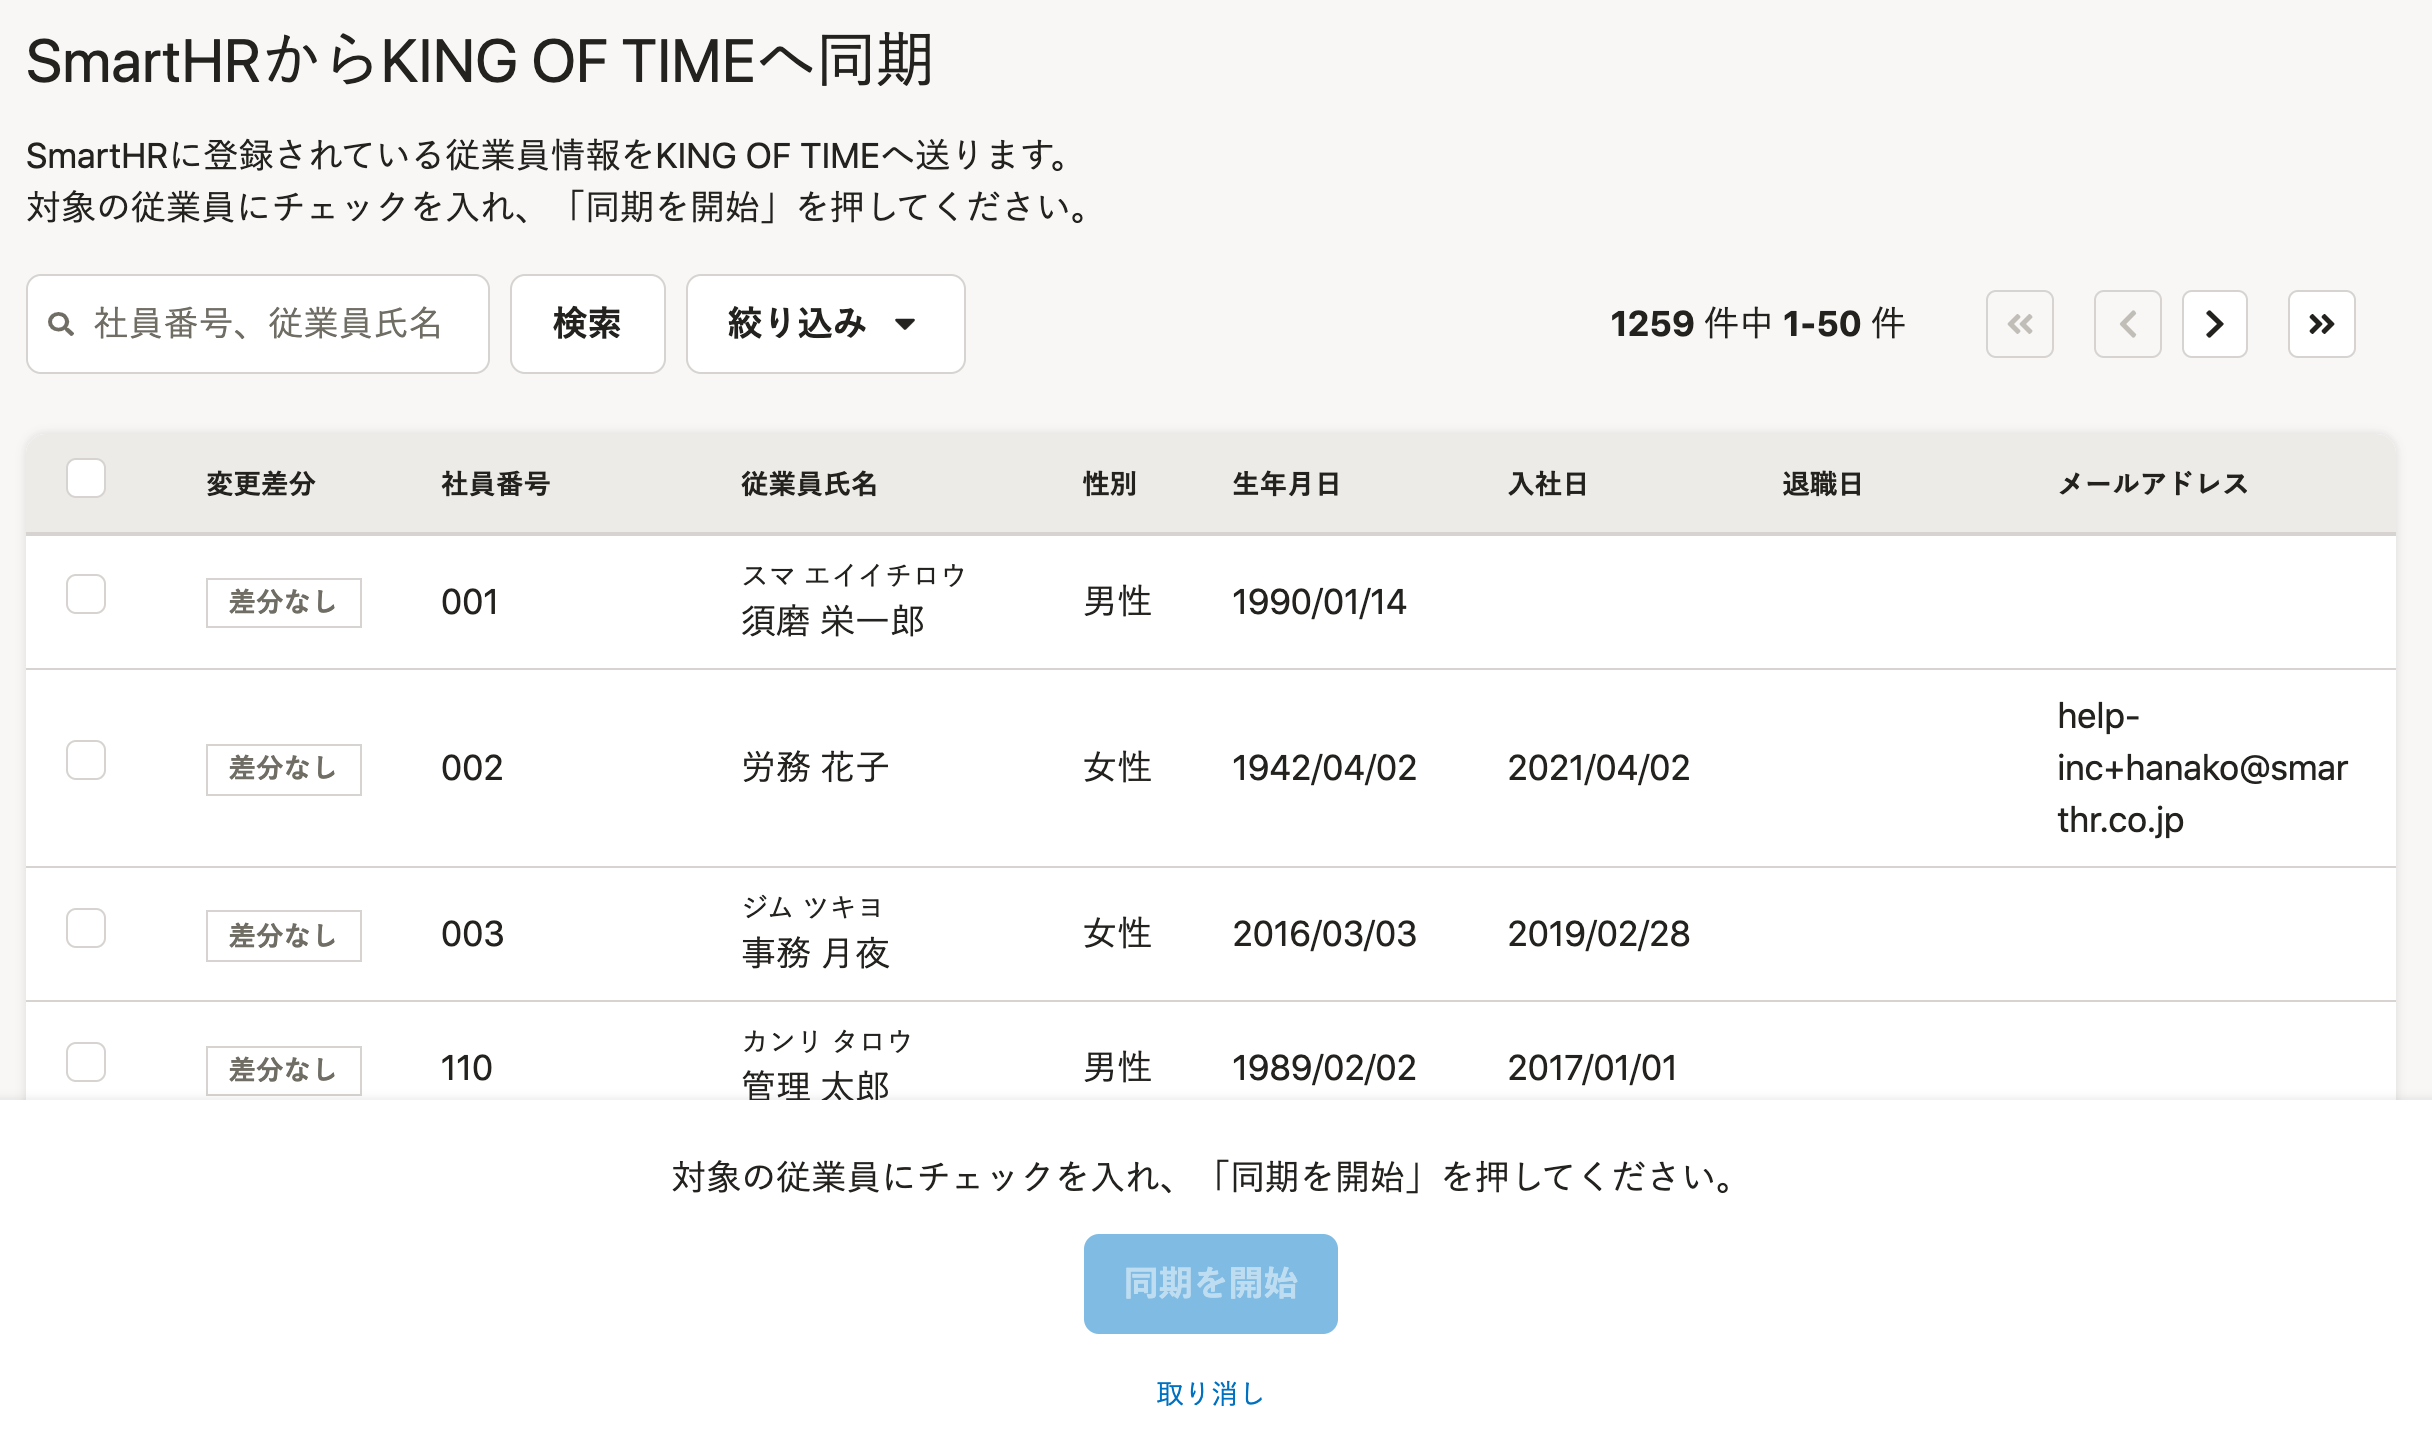 SmartHRからKING OF TIMEへ同期
SmartHRに登録されている従業員情報をKING OF TIMEへ送ります。
対象の従業員にチェックを入れ、「同期を開始」を押してください。
社員番号、従業員氏名 検索 絞り込み 1259 件中 1-50 件
変更差分 社員番号 従業員氏名 性別 生年月日 入社日 退職日 メールアドレス
スマ エイイチロウ
差分なし 001 須磨 栄一郎 男性 1990/01/14
help-
差分なし 002 労務 花子 女性 1942/04/02 2021/04/02 inc+hanako@smar
thr.co.jp
ジム ツキヨ
差分なし 003 事務 月夜 女性 2016/03/03 2019/02/28
カンリ タロウ
差分なし 110 管理 太郎 男性 1989/02/02 2017/01/01
対象の従業員にチェックを入れ、「同期を開始」を押してください。
同期を開始
取り消し